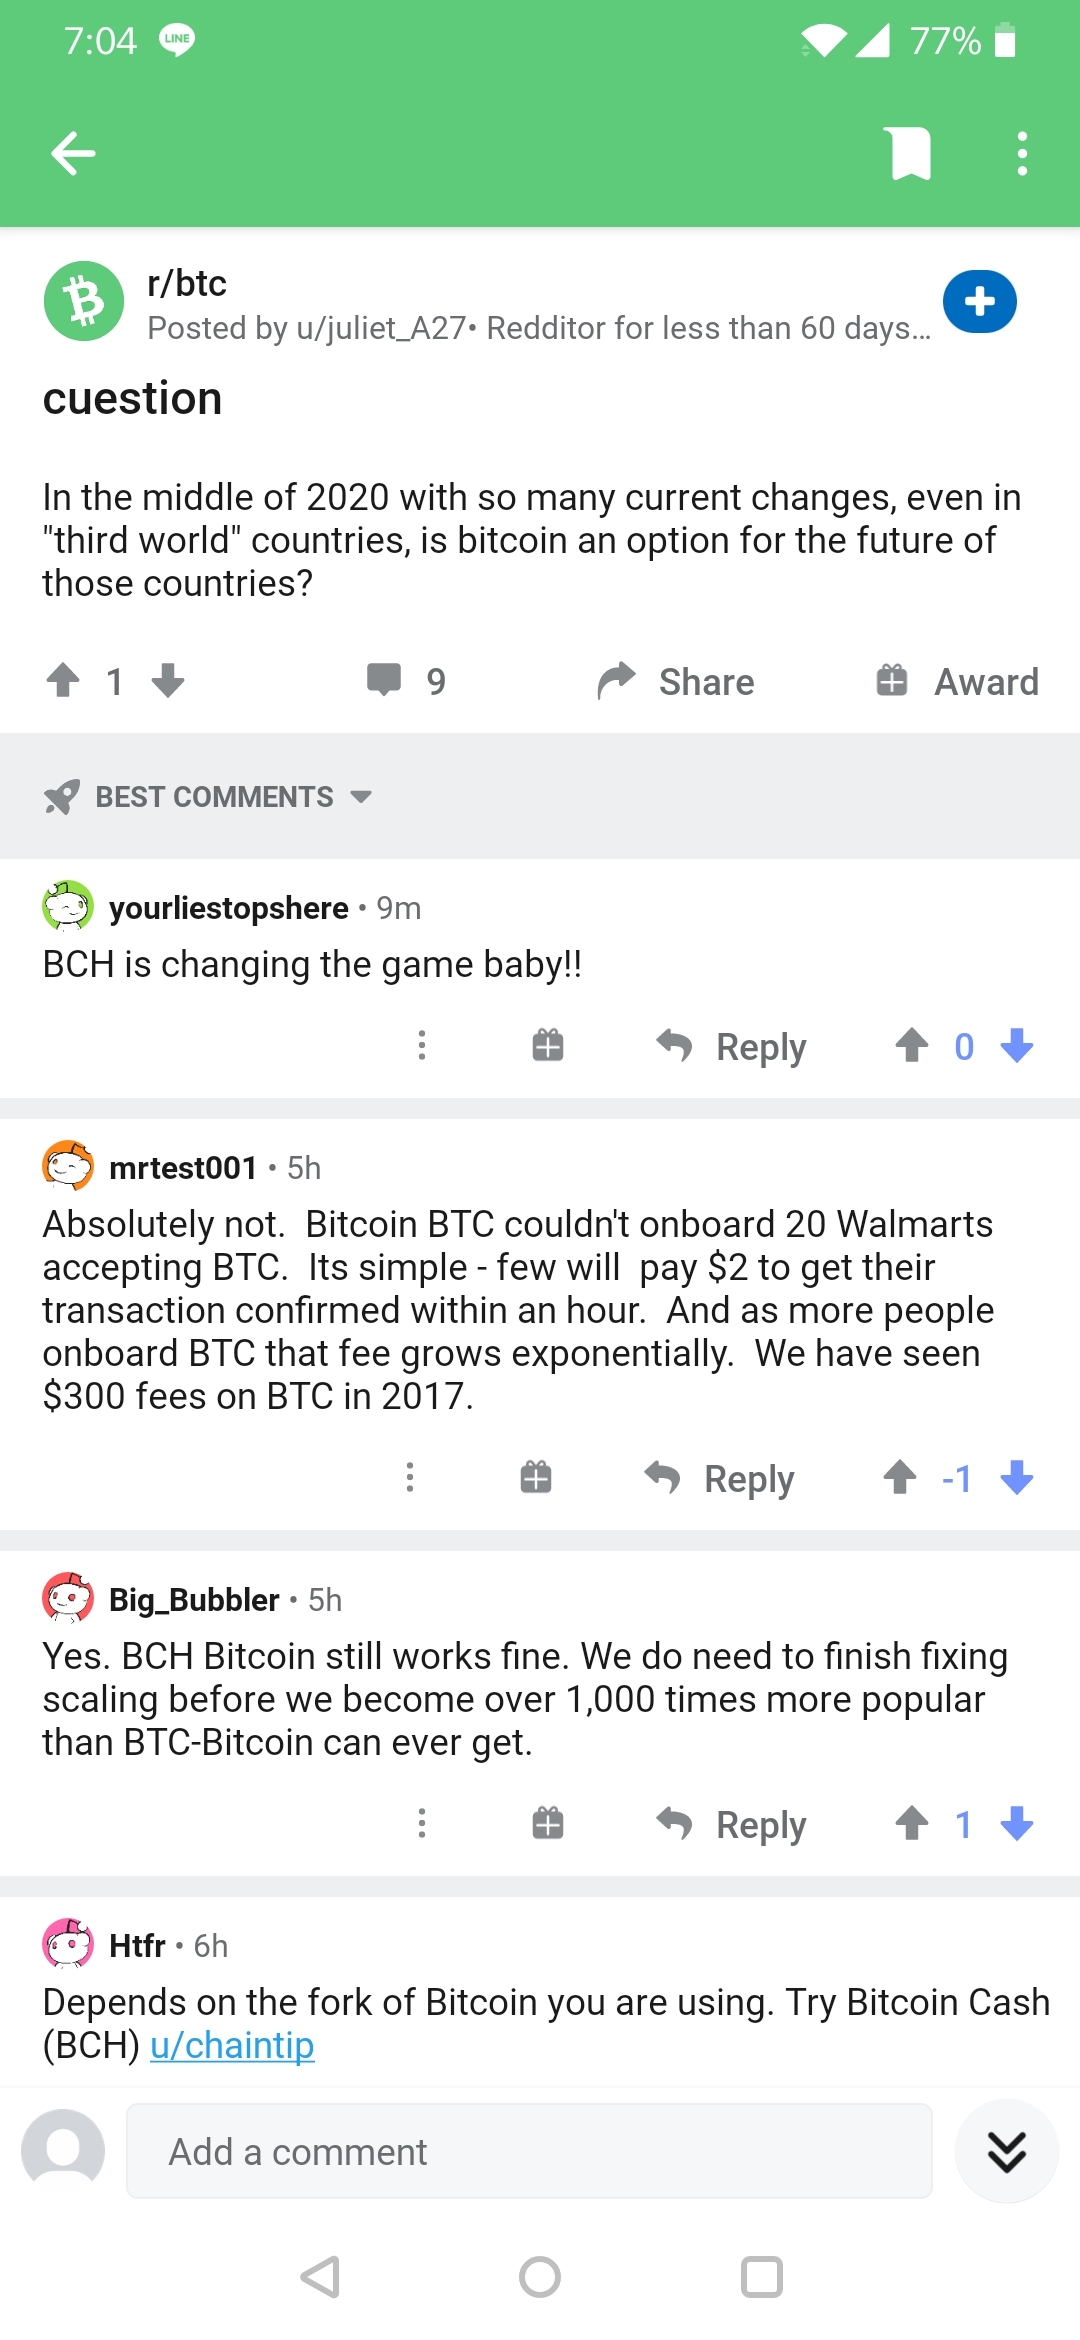 7:04 LINE 77%
r/btc
Posted by u/juliet_A27• Redditor for less than 60 days...
cuestion
In the middle of 2020 with so many current changes, even in
"third world" countries, is bitcoin an option for the future of
those countries?
1 9 Share Award
BEST COMMENTS
yourliestopshere • 9m
BCH is changing the game baby!!
Reply 0
mrtest001 • 5h
Absolutely not.  Bitcoin BTC couldn't onboard 20 Walmarts
accepting BTC.  Its simple - few will  pay $2 to get their
transaction confirmed within an hour.  And as more people
onboard BTC that fee grows exponentially.  We have seen
$300 fees on BTC in 2017.
Reply -1
Big_Bubbler • 5h
Yes. BCH Bitcoin still works fine. We do need to finish fixing
scaling before we become over 1,000 times more popular
than BTC-Bitcoin can ever get.
Reply 1
Htfr • 6h
Depends on the fork of Bitcoin you are using. Try Bitcoin Cash
(BCH) u/chaintip
Add a comment